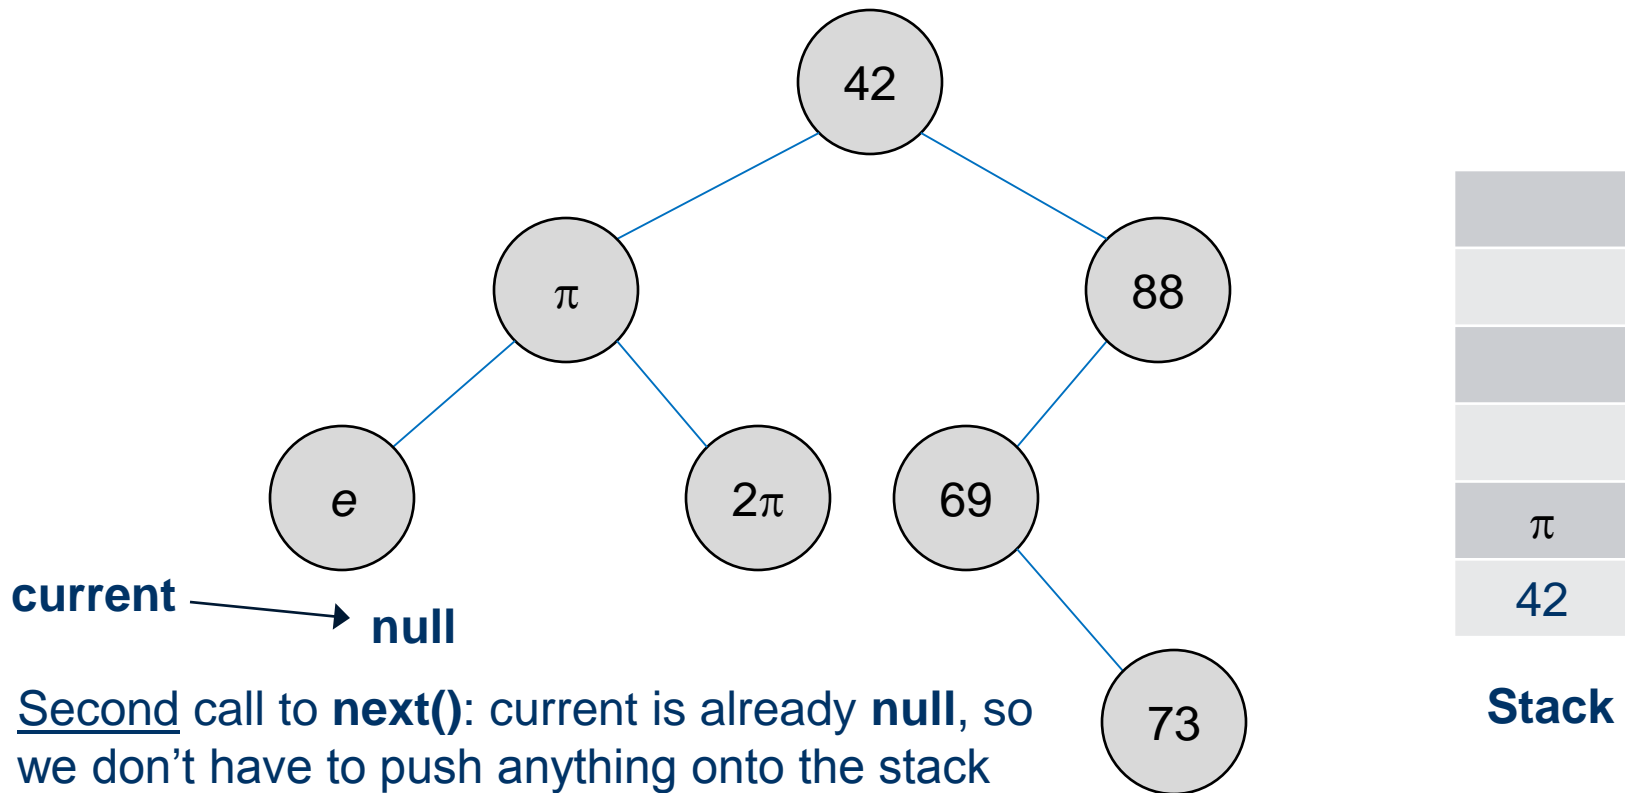 42
π
88
e
2π
69
73
current
null
π
42
Stack
Second call to next(): current is already null, so
we don’t have to push anything onto the stack